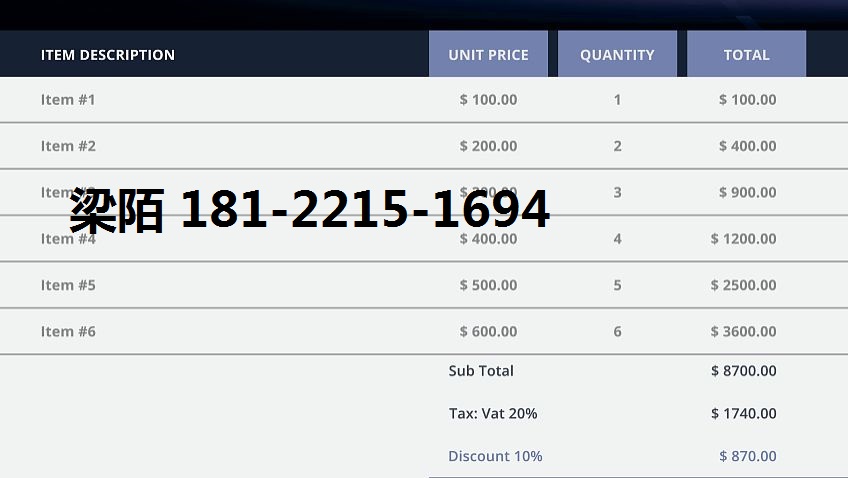 ITEM DESCRIPTION UNIT PRICE QUANTITY TOTAL
Item #1 $ 100.00 1 $ 100.00
Item #2 $ 200.00 2 $ 400.00
Item #3 $ 300.00 3 $ 900.00
梁陌 181-2215-1694
Item #4 $ 400.00 4 $ 1200.00
Item #5 $ 500.00 5 $ 2500.00
Item #6 $ 600.00 6 $ 3600.00
Sub Total $ 8700.00
Tax: Vat 20% $ 1740.00
Discount 10% $ 870.00